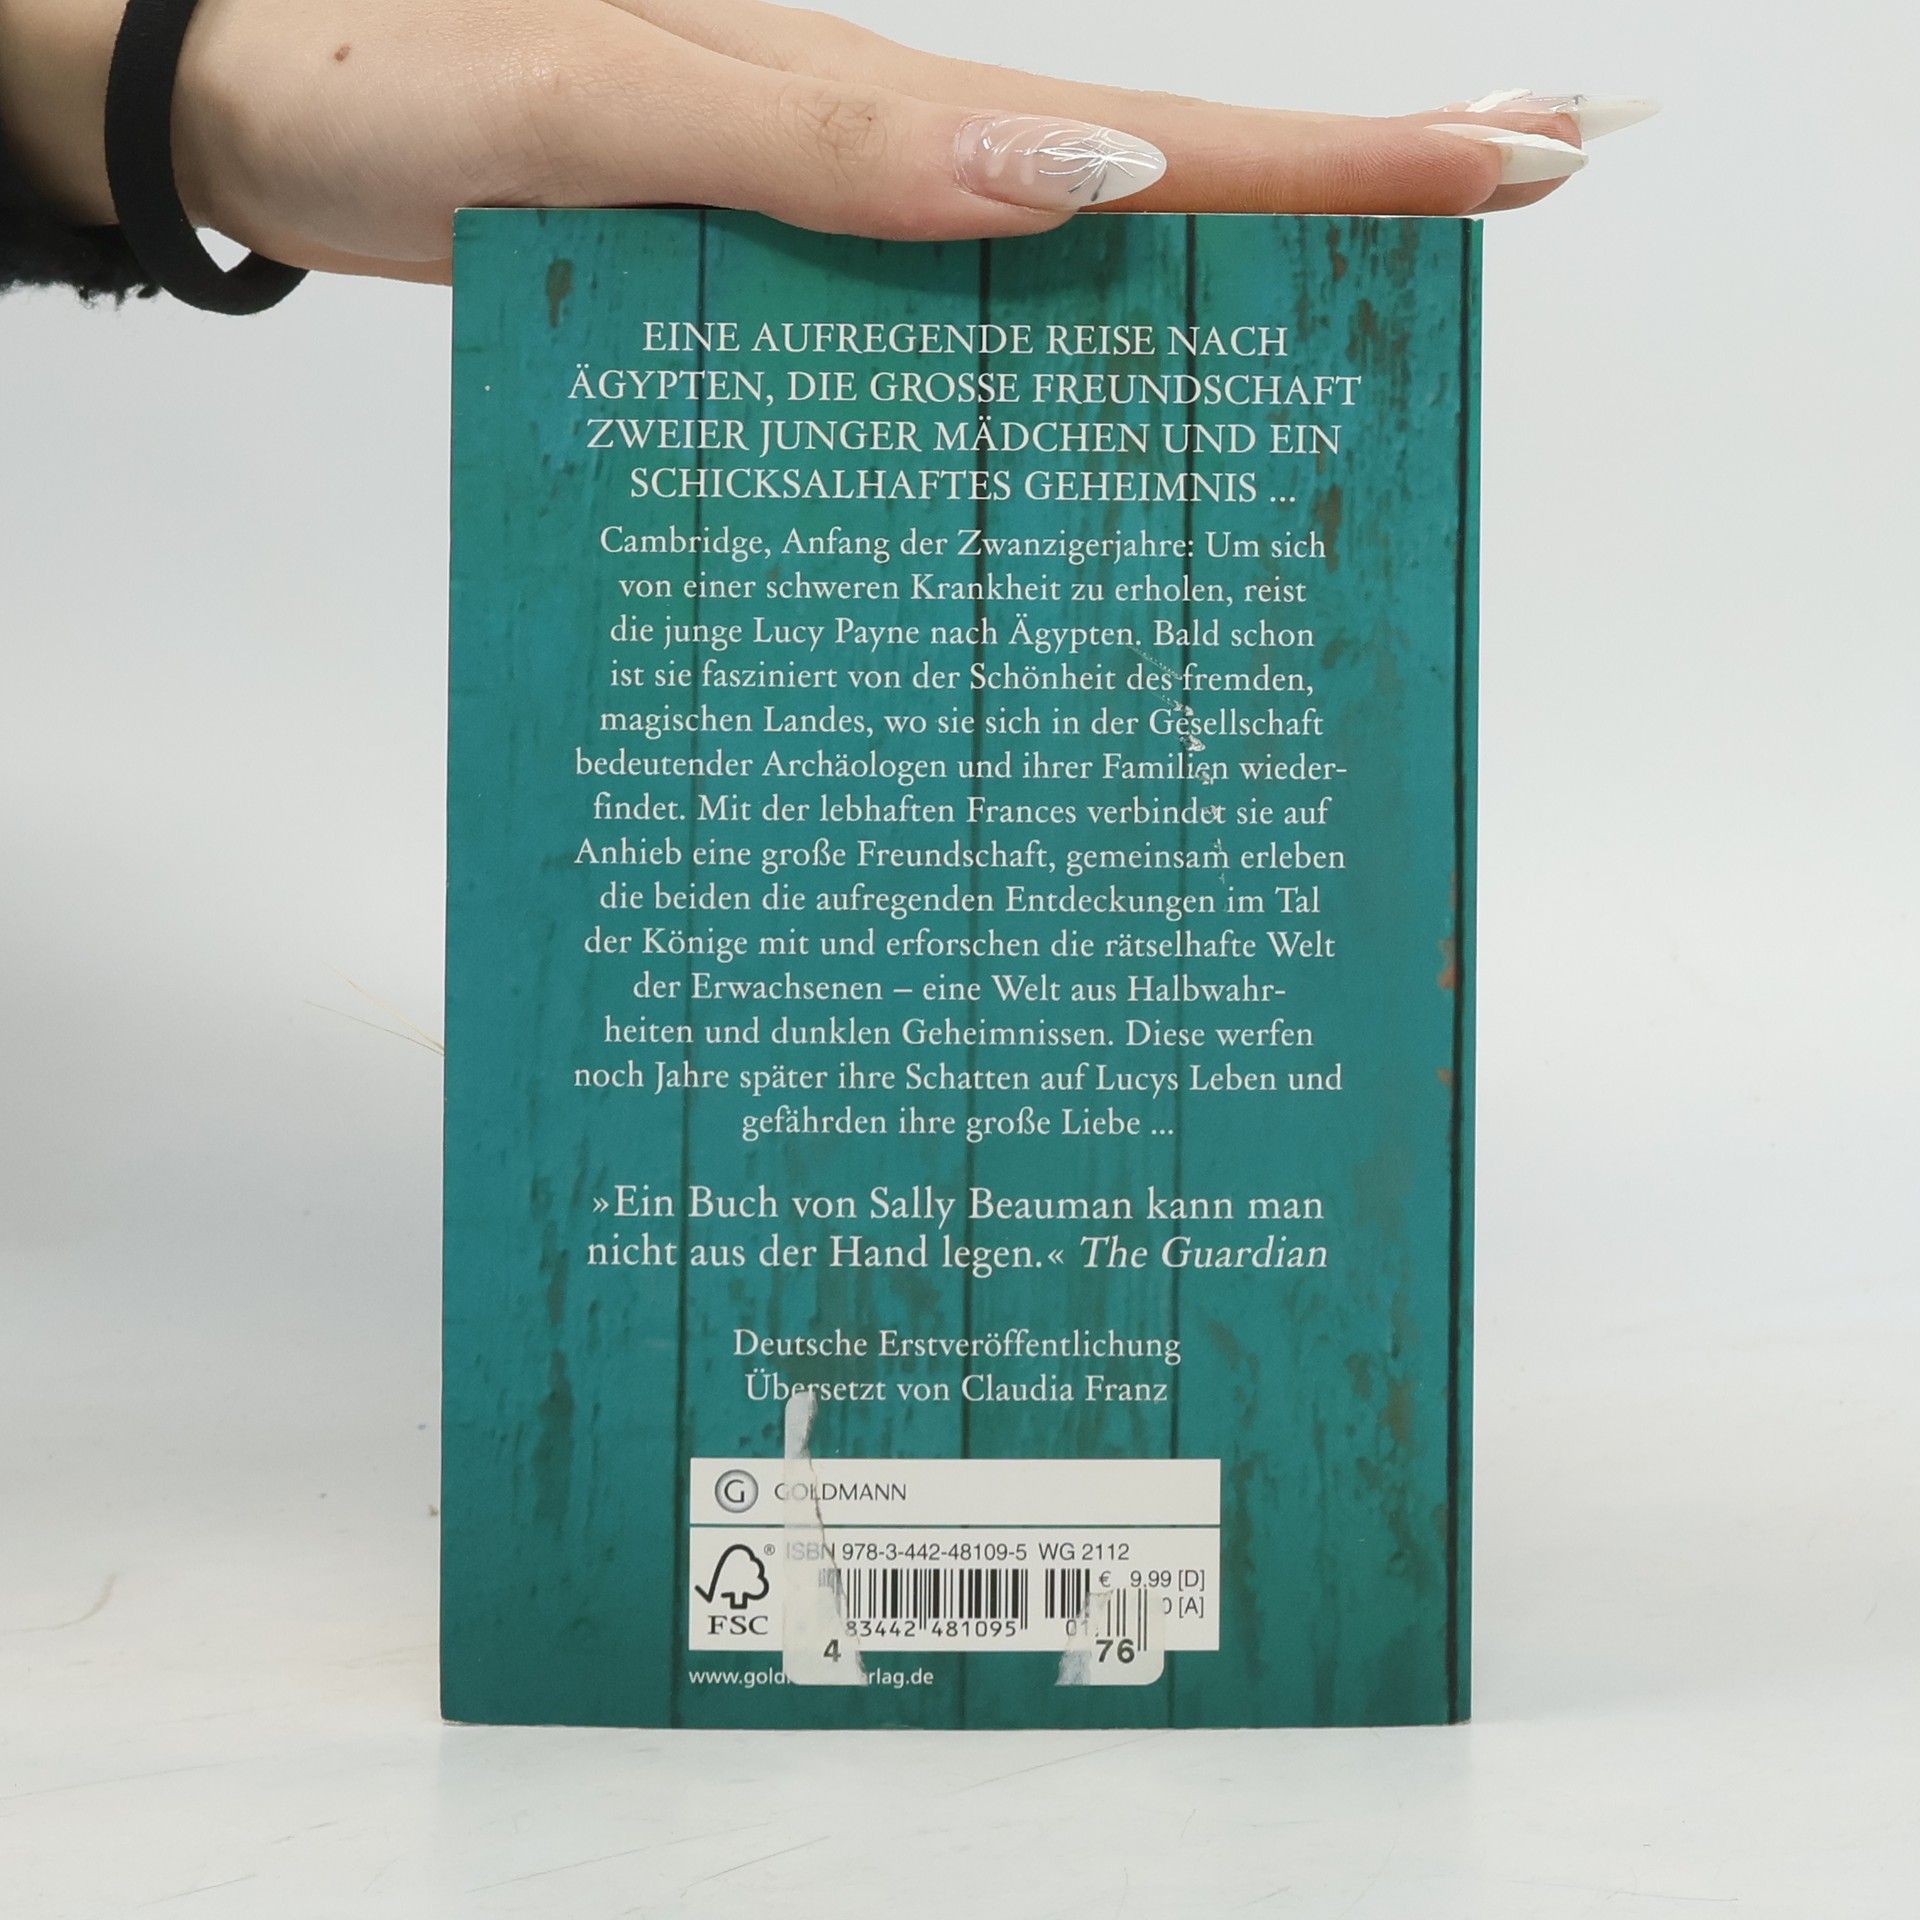 EINE AUFREGENDE REISE NACH
ÄGYPTEN, DIE GROSSE FREUNDSCHAFT
ZWEIER JUNGER MÄDCHEN UND EIN
SCHICKSALHAFTES GEHEIMNIS ...
Cambridge, Anfang der Zwanzigerjahre: Um sich
von einer schweren Krankheit zu erholen, reist
die junge Lucy Payne nach Ägypten. Bald schon
ist sie fasziniert von der Schönheit des fremden,
magischen Landes, wo sie sich in der Gesellschaft
bedeutender Archäologen und ihrer Familien wieder-
findet. Mit der lebhaften Frances verbindet sie auf
Anhieb eine große Freundschaft, gemeinsam erleben
die beiden die aufregenden Entdeckungen im Tal
der Könige mit und erforschen die rätselhafte Welt
der Erwachsenen – eine Welt aus Halbwahr-
heiten und dunklen Geheimnissen. Diese werfen
noch Jahre später ihre Schatten auf Lucys Leben und
gefährden ihre große Liebe ...
»Ein Buch von Sally Beauman kann man
nicht aus der Hand legen.« The Guardian
Deutsche Erstveröffentlichung
Übersetzt von Claudia Franz
G GOLDMANN
ISBN 978-3-442-48109-5 WG 2112
€ 9.99 [D]
0 [A]
FSC
83442 481095
4
76
www.gold rlag.de